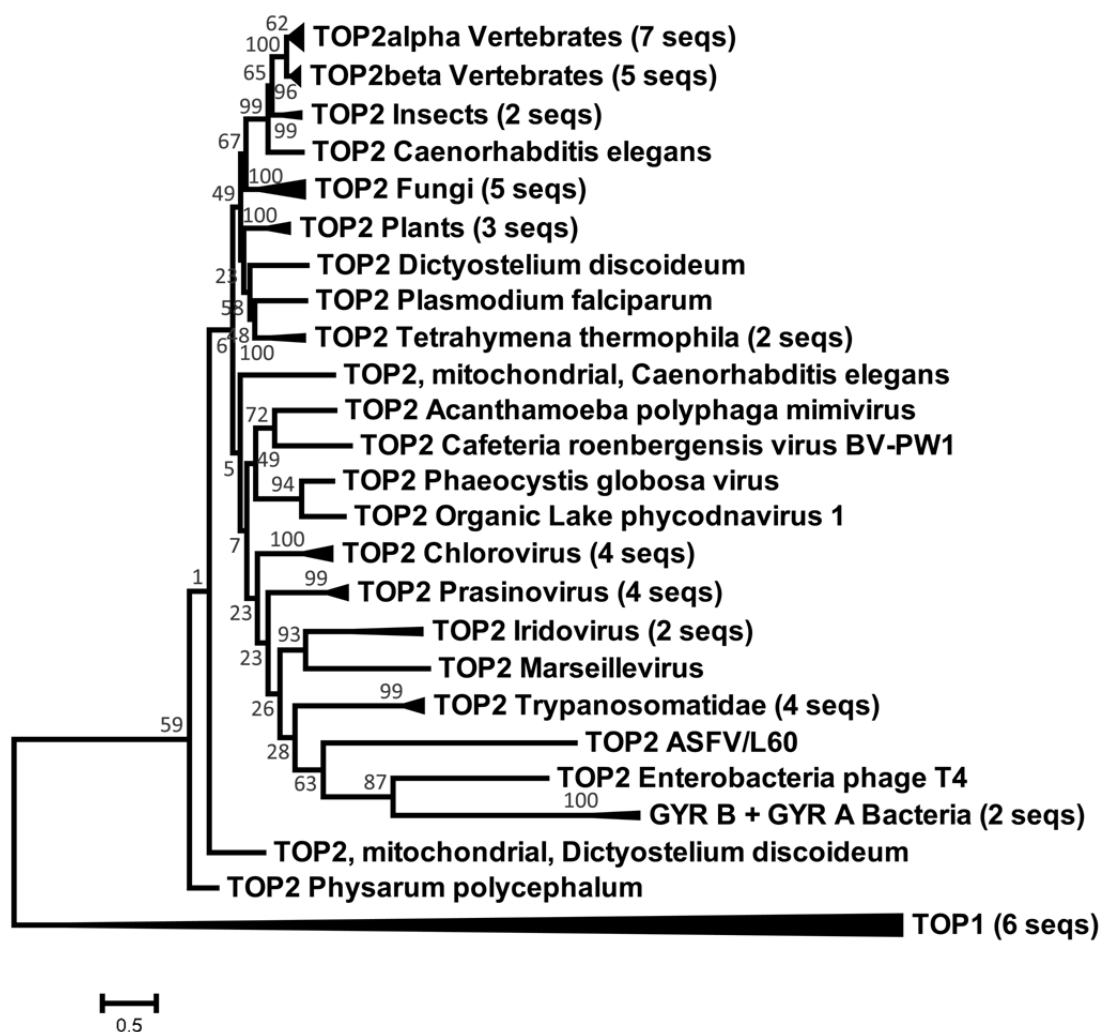 62
TOP2alpha Vertebrates (7 seqs)
100
65
TOP2beta Vertebrates (5 seqs)
96
99
TOP2 Insects (2 seqs)
99
67
TOP2 Caenorhabditis elegans
100
49
TOP2 Fungi (5 seqs)
100
TOP2 Plants (3 seqs)
TOP2 Dictyostelium discoideum
23
TOP2 Plasmodium falciparum
58
48
TOP2 Tetrahymena thermophila (2 seqs)
6
100
TOP2, mitochondrial, Caenorhabditis elegans
72
TOP2 Acanthamoeba polyphaga mimivirus
TOP2 Cafeteria roenbergensis virus BV-PW1
5
49
94
TOP2 Phaeocystis globosa virus
TOP2 Organic Lake phycodnavirus 1
7
100
TOP2 Chlorovirus (4 seqs)
1
99
TOP2 Prasinovirus (4 seqs)
23
93
TOP2 Iridovirus (2 seqs)
23
TOP2 Marseillevirus
99
26
TOP2 Trypanosomatidae (4 seqs)
59
28
TOP2 ASFV/L60
63
87
TOP2 Enterobacteria phage T4
100
GYR B + GYR A Bacteria (2 seqs)
TOP2, mitochondrial, Dictyostelium discoideum
TOP2 Physarum polycephalum
TOP1 (6 seqs)
0.5